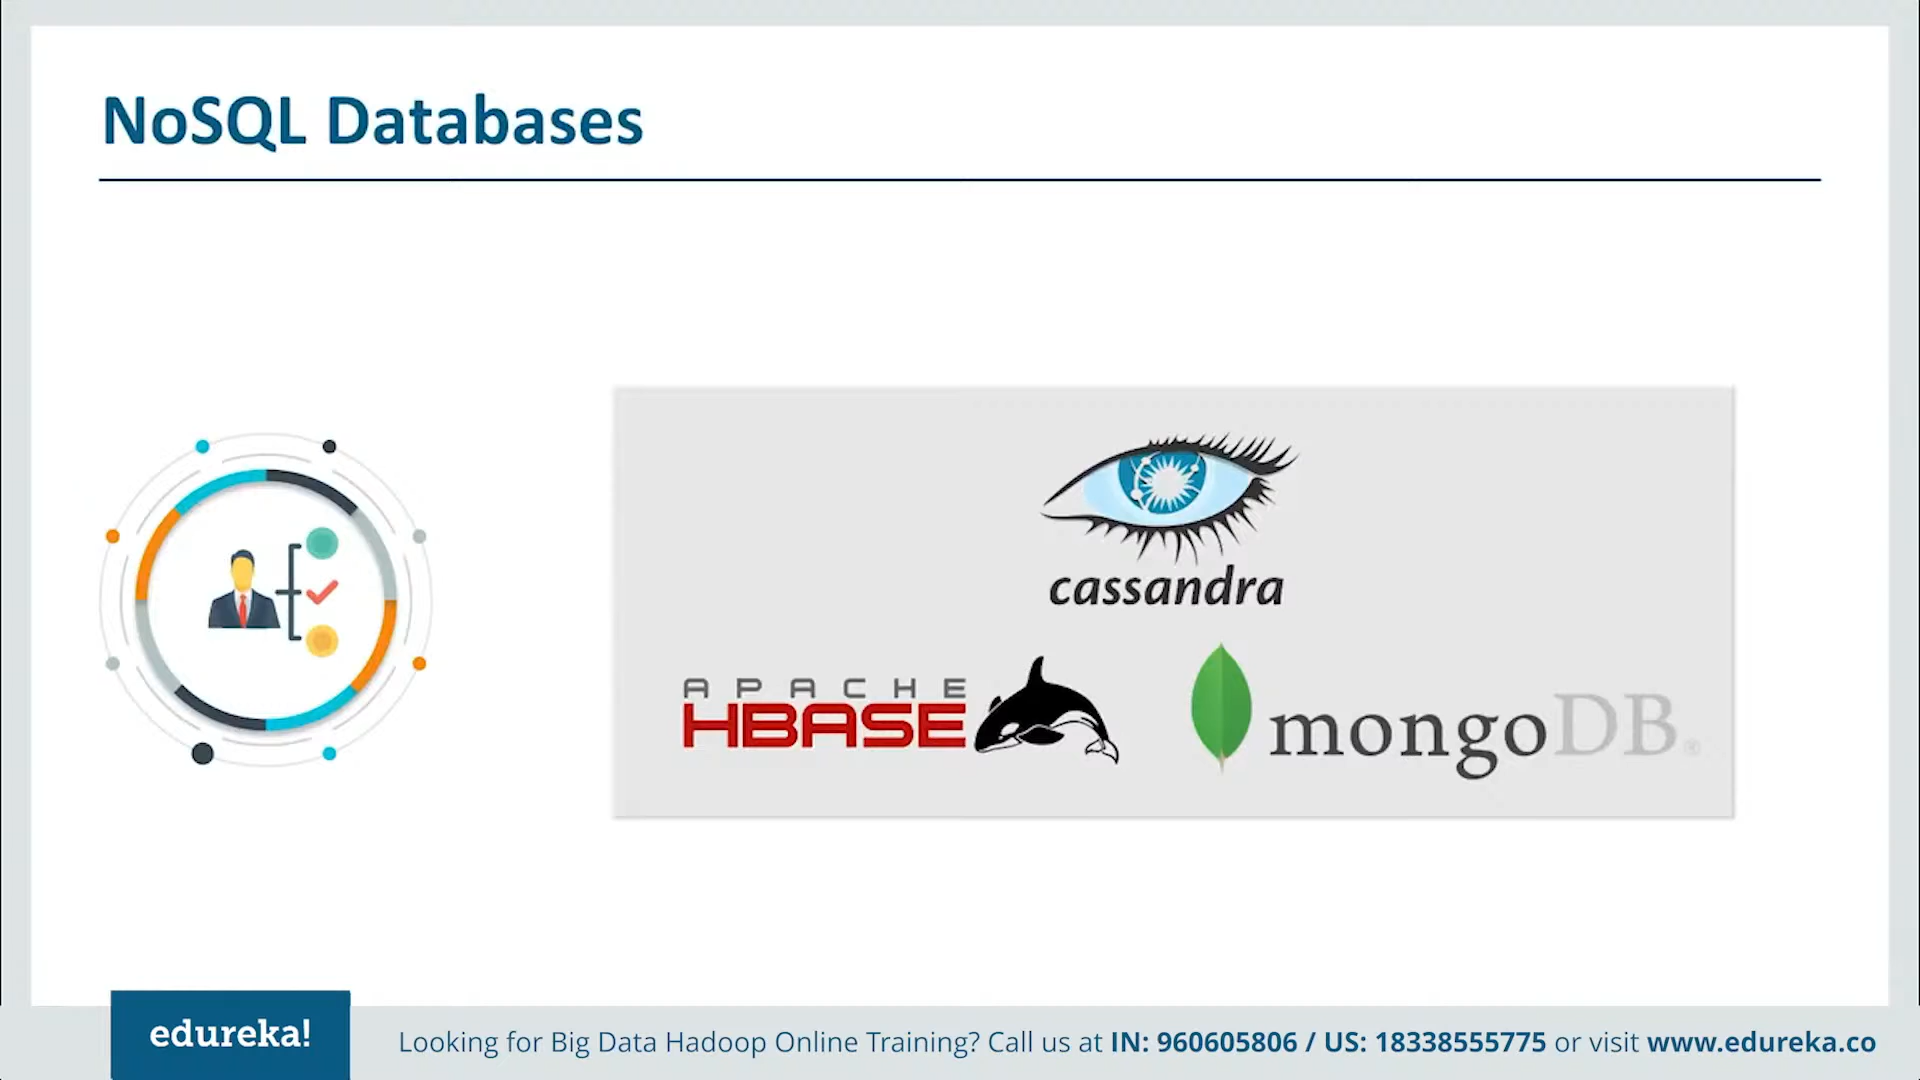 NoSQL Databases
cassandra
APACHE
HBASE
mongoDB®
edureka!
Looking for Big Data Hadoop Online Training? Call us at IN: 960605806 / US: 18338555775 or visit www.edureka.co